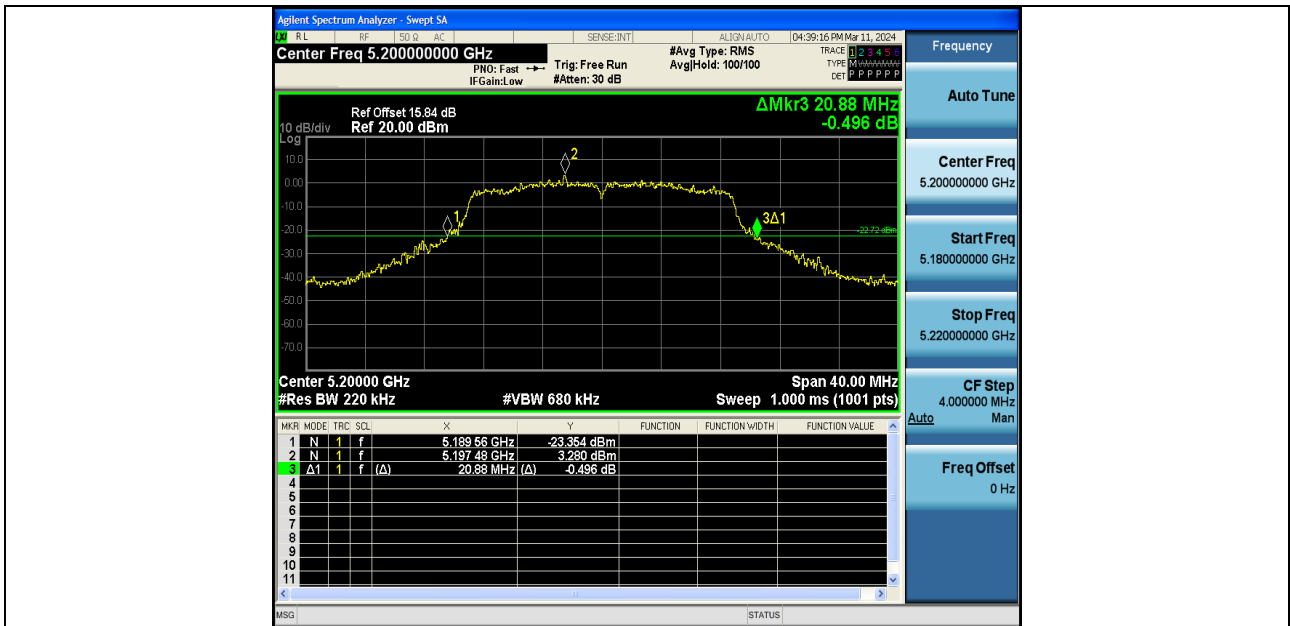 Agilent Spectrum Analyzer - Swept SA
LXI RL RF 50 Ω AC SENSE:INT ALIGN AUTO 04:39:16 PM Mar 11, 2024
Center Freq 5.200000000 GHz
PNO: Fast
IFGain:Low
Trig: Free Run
#Atten: 30 dB
#Avg Type: RMS
Avg|Hold: 100/100
TRACE 1 2 3 4 5 6
TYPE M
DET P P P P P P
Frequency
Auto Tune
Center Freq
5.200000000 GHz
Start Freq
5.180000000 GHz
Stop Freq
5.220000000 GHz
CF Step
4.000000 MHz
Auto Man
Freq Offset
0 Hz
ΔMkr3 20.88 MHz
-0.496 dB
Ref Offset 15.84 dB
10 dB/div Ref 20.00 dBm
Log
10.0
0.00
-10.0
-20.0
-30.0
-40.0
-50.0
-60.0
-70.0
1
2
3Δ1
-22.72 dBm
Center 5.20000 GHz Span 40.00 MHz
#Res BW 220 kHz #VBW 680 kHz Sweep 1.000 ms (1001 pts)
MKR MODE TRC SCL X Y FUNCTION FUNCTION WIDTH FUNCTION VALUE
1 N 1 f 5.189 56 GHz -23.354 dBm
2 N 1 f 5.197 48 GHz 3.280 dBm
3 Δ1 1 f (Δ) 20.88 MHz (Δ) -0.496 dB
4
5
6
7
8
9
10
11
MSG STATUS